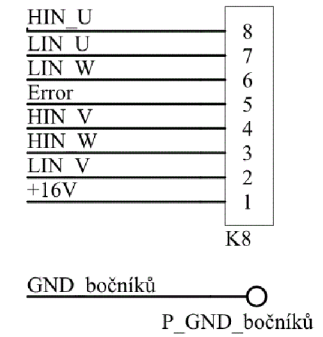 HIN_U
8
LIN_U
7
LIN_W
6
Error
5
HIN_V
4
HIN_W
3
LIN_V
2
+16V
1
K8
GND_bočníků
P_GND_bočníků